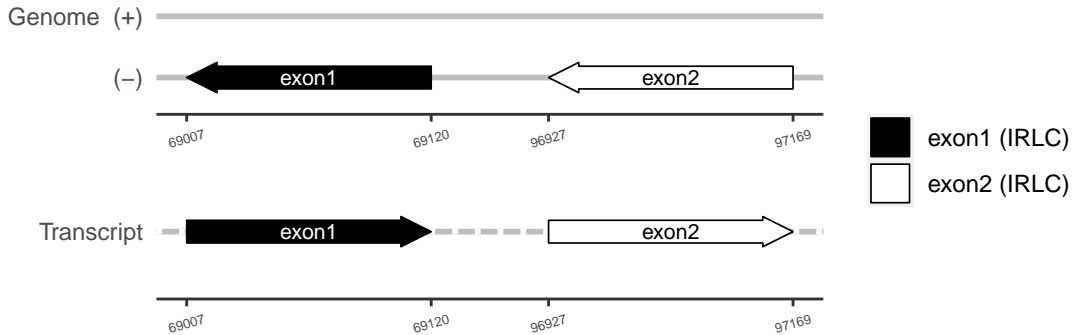 Genome (+)
(−)
exon1 exon2
69007 69120 96927 97169
exon1 (IRLC)
exon2 (IRLC)
Transcript exon1 exon2
69007 69120 96927 97169